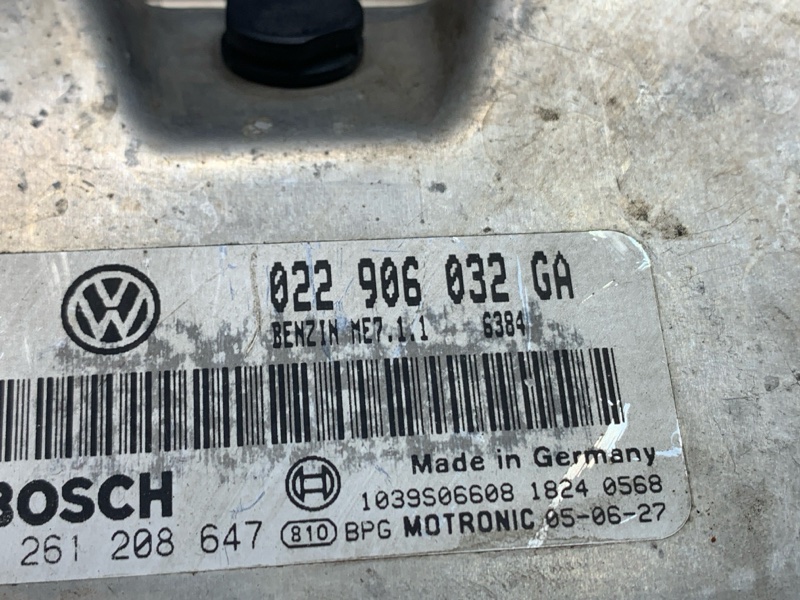 022 906 032 GA
BENZIN ME7.1.1 6384
Made in Germany
BOSCH
1039S06608 1824 0568
261 208 647 810 BPG MOTRONIC 05-06-27